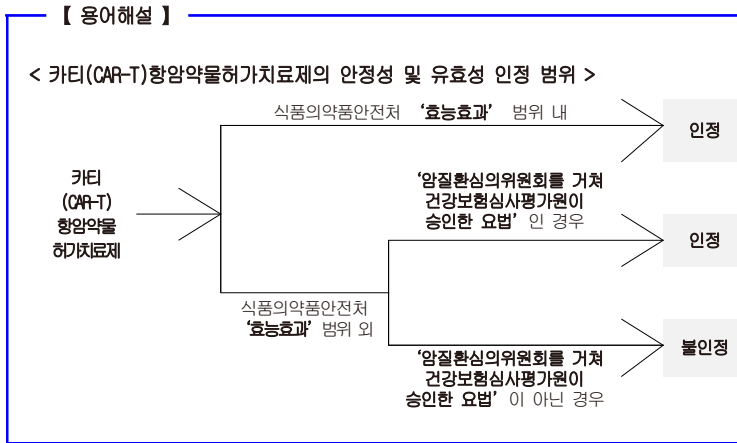 【 용어해설 】
< 카티(CAR-T)항암약물허가치료제의 안정성 및 유효성 인정 범위 >
식품의약품안전처 ‘효능효과’ 범위 내
인정
카티
(CAR-T)
항암약물
허가치료제
‘암질환심의위원회를 거쳐
건강보험심사평가원이
승인한 요법’ 인 경우
인정
식품의약품안전처
‘효능효과’ 범위 외
불인정
‘암질환심의위원회를 거쳐
건강보험심사평가원이
승인한 요법’ 이 아닌 경우